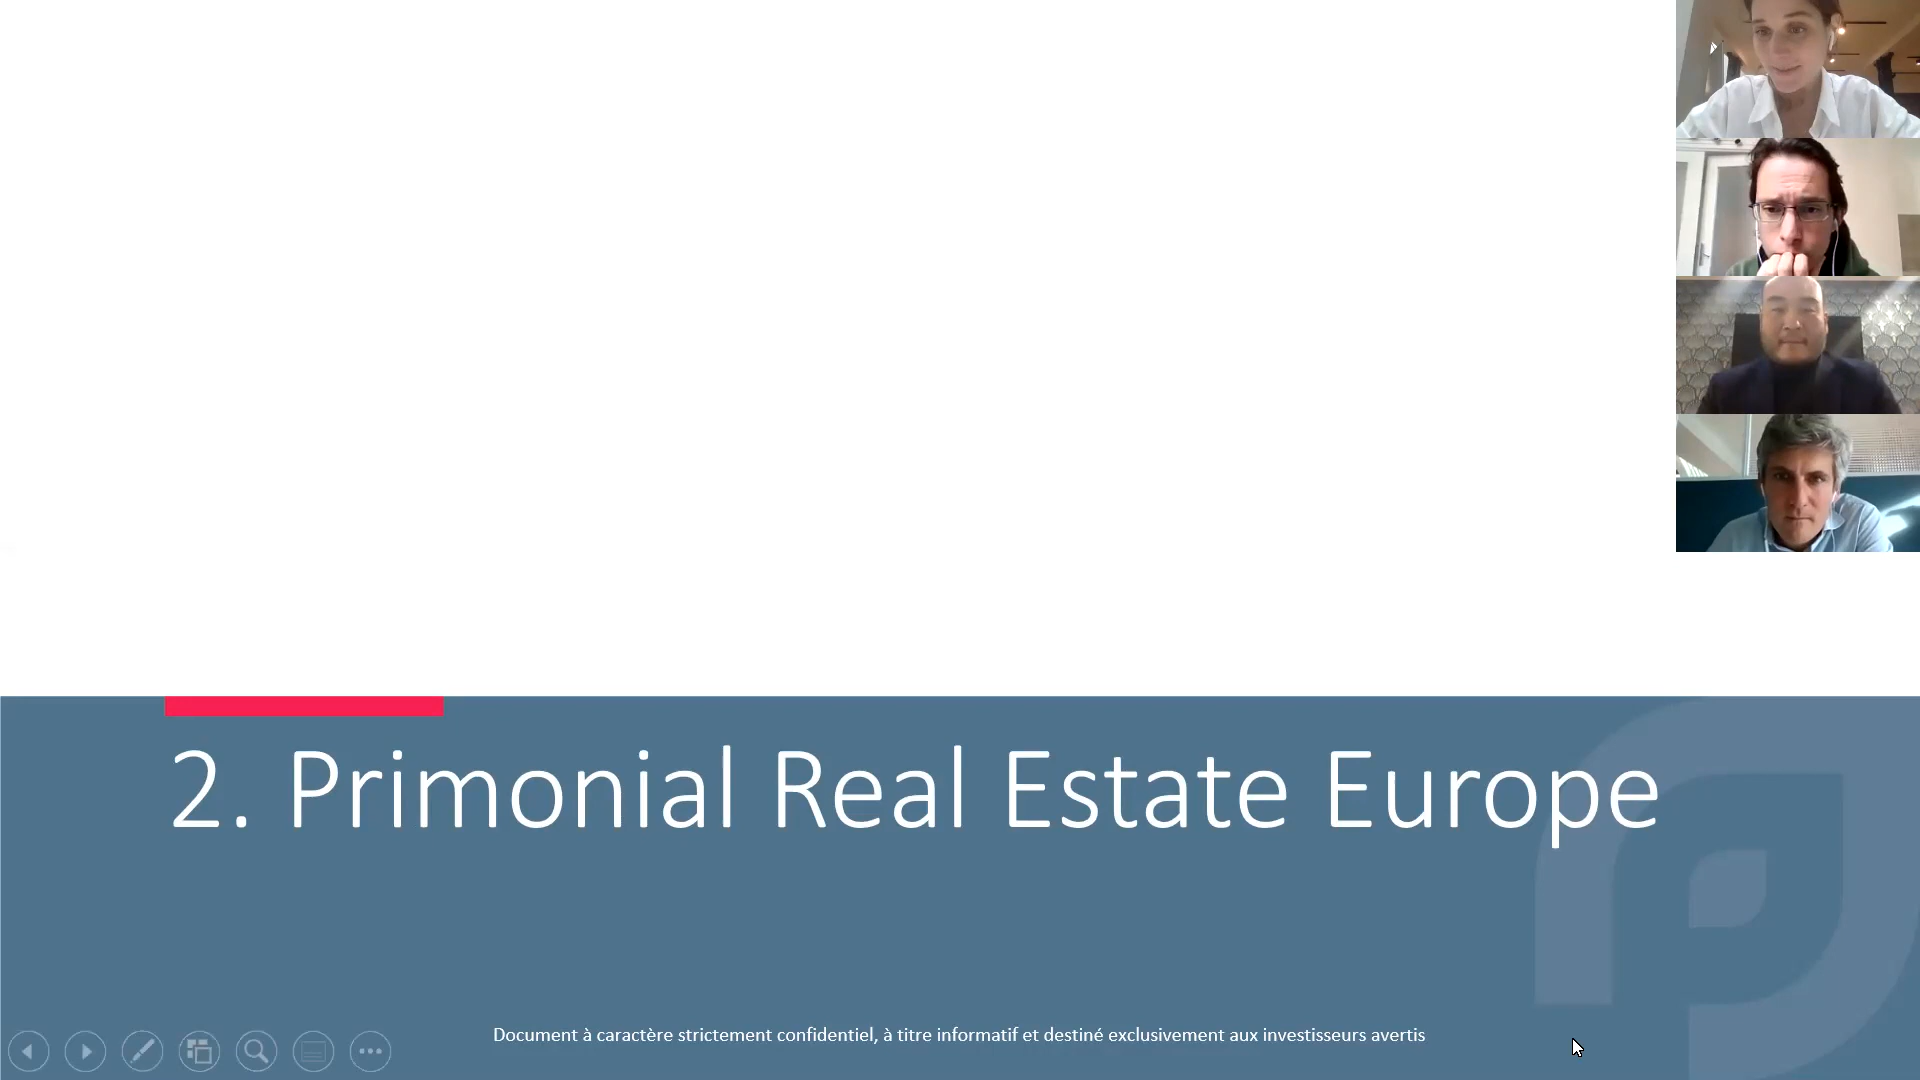 2. Primonial Real Estate Europe
Document à caractère strictement confidentiel, à titre informatif et destiné exclusivement aux investisseurs avertis